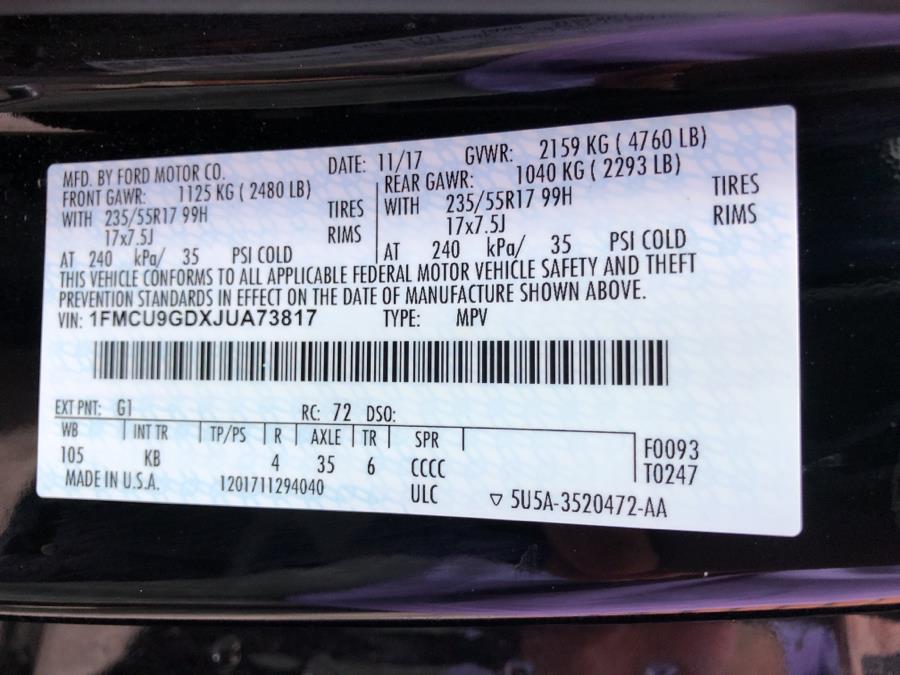 MFD. BY FORD MOTOR CO. DATE: 11/17 GVWR: 2159 KG ( 4760 LB)
FRONT GAWR: 1125 KG ( 2480 LB) REAR GAWR: 1040 KG ( 2293 LB)
WITH 235/55R17 99H TIRES WITH 235/55R17 99H TIRES
17x7.5J RIMS 17x7.5J RIMS
AT 240 kPa/ 35 PSI COLD AT 240 kPa/ 35 PSI COLD
THIS VEHICLE CONFORMS TO ALL APPLICABLE FEDERAL MOTOR VEHICLE SAFETY AND THEFT
PREVENTION STANDARDS IN EFFECT ON THE DATE OF MANUFACTURE SHOWN ABOVE.
VIN: 1FMCU9GDXJUA73817 TYPE: MPV
EXT PNT: G1 RC: 72 DSO:
WB INT TR TP/PS R AXLE TR SPR F0093
105 KB 4 35 6 CCCC T0247
MADE IN U.S.A. 1201711294040 ULC ▽ 5U5A-3520472-AA